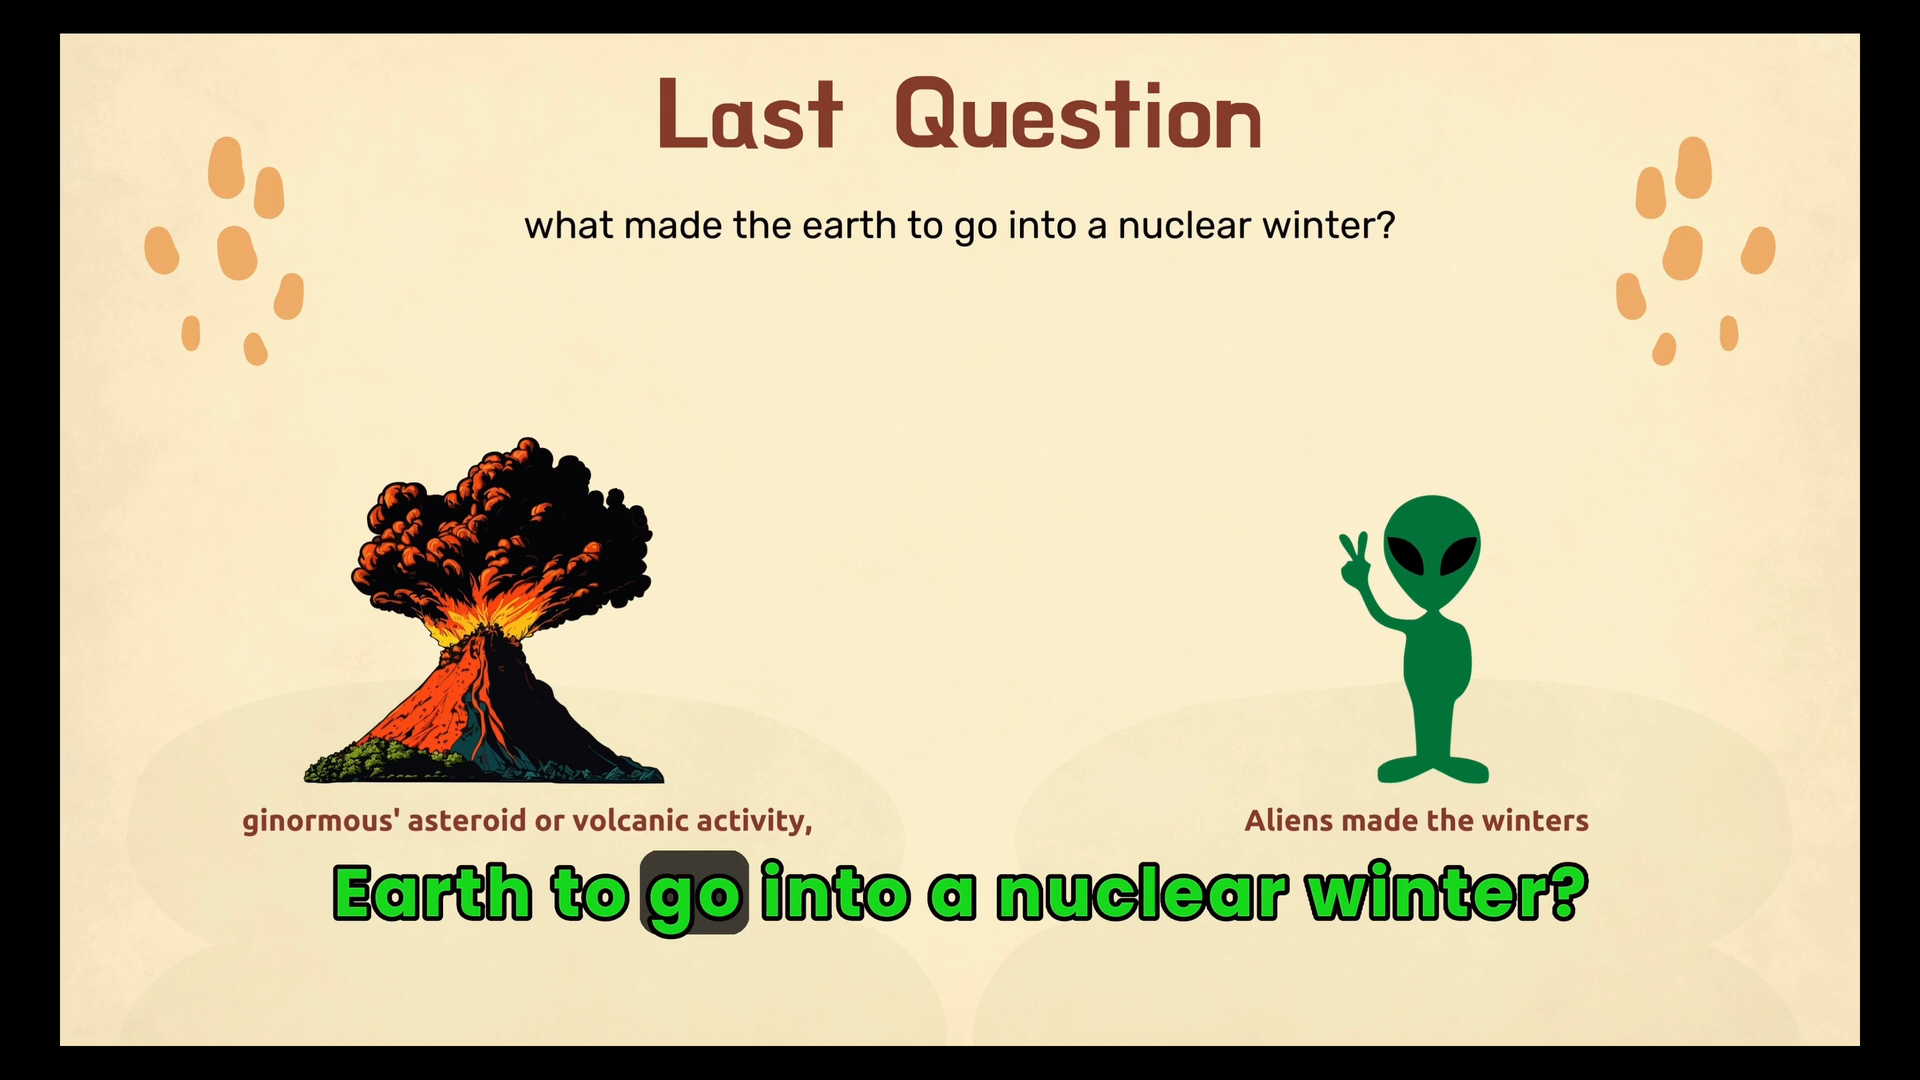 Last Question
what made the earth to go into a nuclear winter?
ginormous' asteroid or volcanic activity,
Aliens made the winters
Earth to go into a nuclear winter?